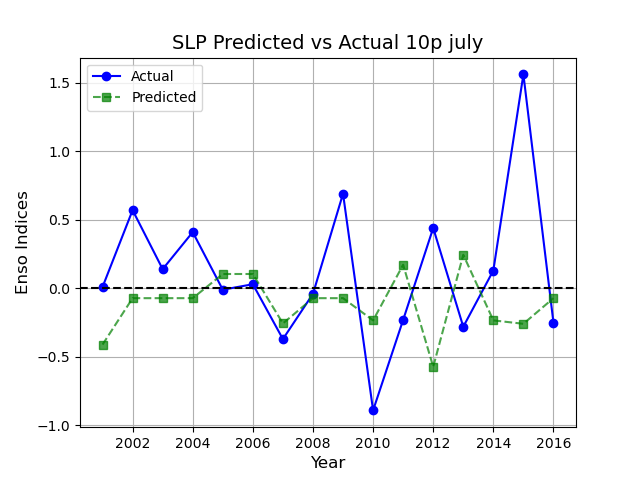 SLP Predicted vs Actual 10p july
Actual
Predicted
1.5
1.0
0.5
0.0
−0.5
−1.0
Enso Indices
2002 2004 2006 2008 2010 2012 2014 2016
Year